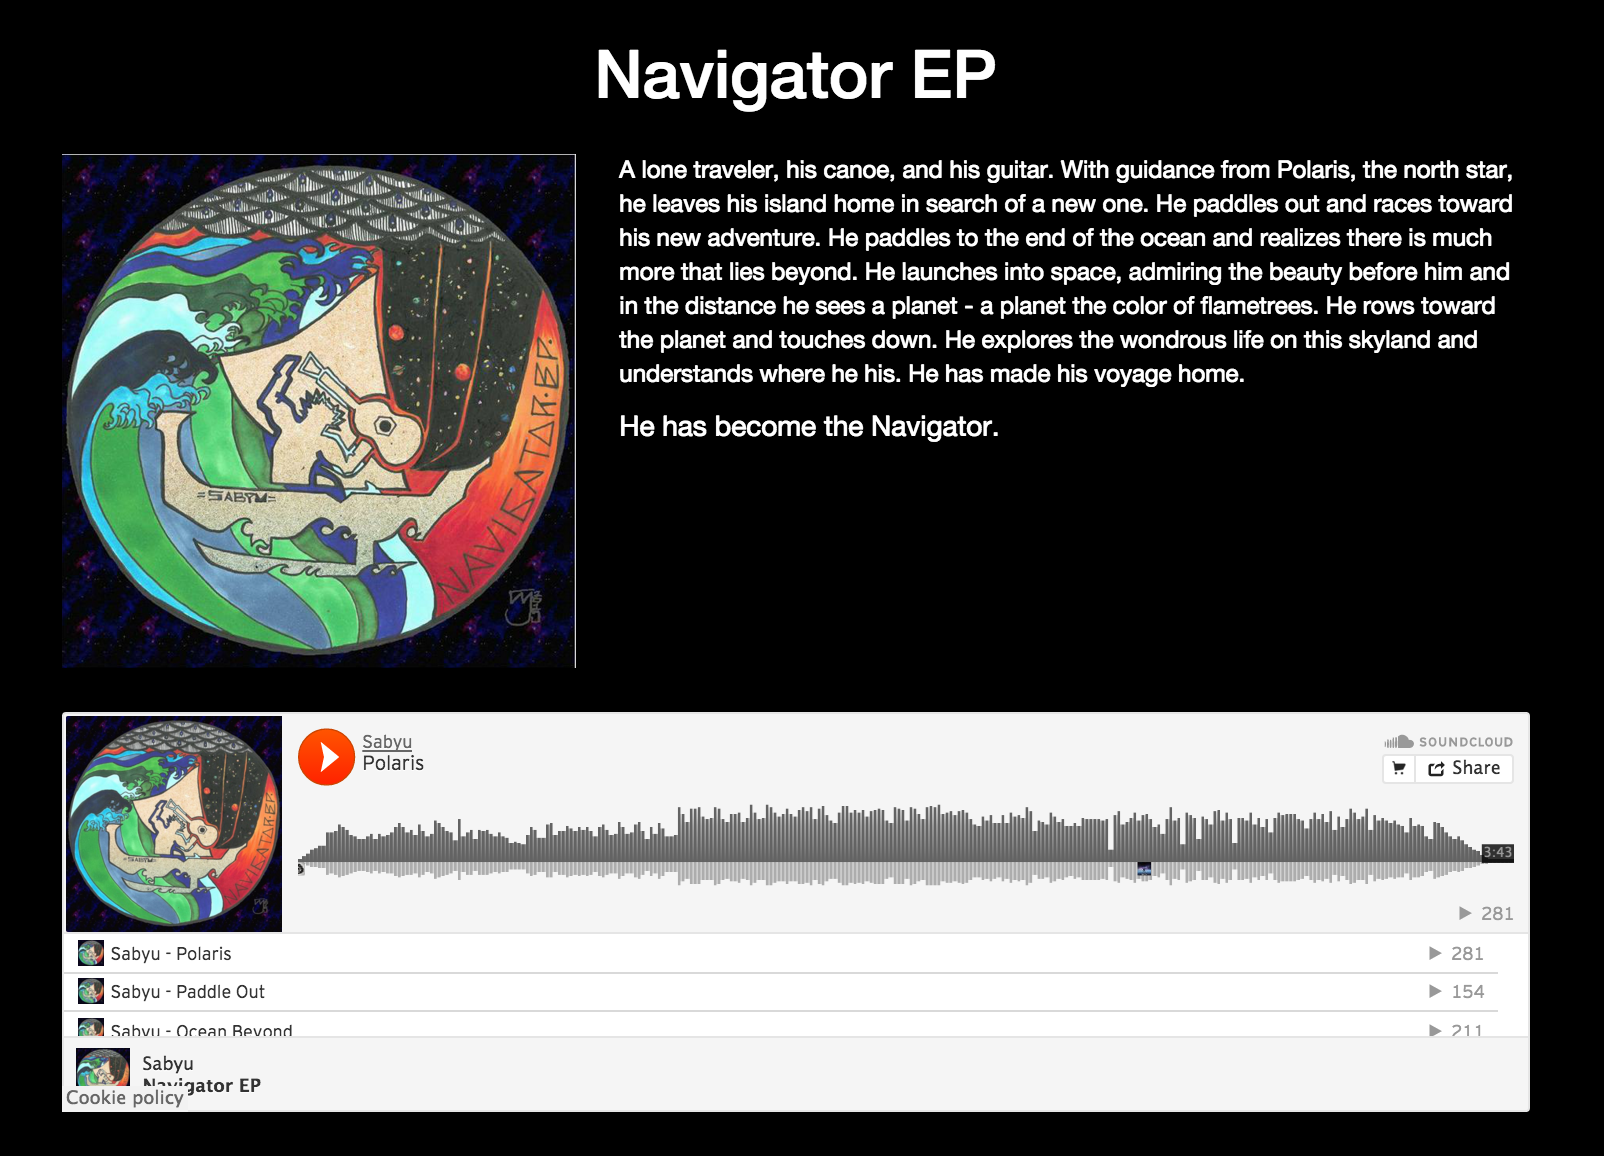 Navigator EP
A lone traveler, his canoe, and his guitar. With guidance from Polaris, the north star,
he leaves his island home in search of a new one. He paddles out and races toward
his new adventure. He paddles to the end of the ocean and realizes there is much
more that lies beyond. He launches into space, admiring the beauty before him and
in the distance he sees a planet - a planet the color of flametrees. He rows toward
the planet and touches down. He explores the wondrous life on this skyland and
understands where he his. He has made his voyage home.
He has become the Navigator.
=SABYU=
NAVIGATOR·EP·
Sabyu
Polaris
SOUNDCLOUD
Share
3:43
281
Sabyu - Polaris 281
Sabyu - Paddle Out 154
Sabyu - Ocean Beyond 211
Sabyu
Navigator EP
Cookie policy